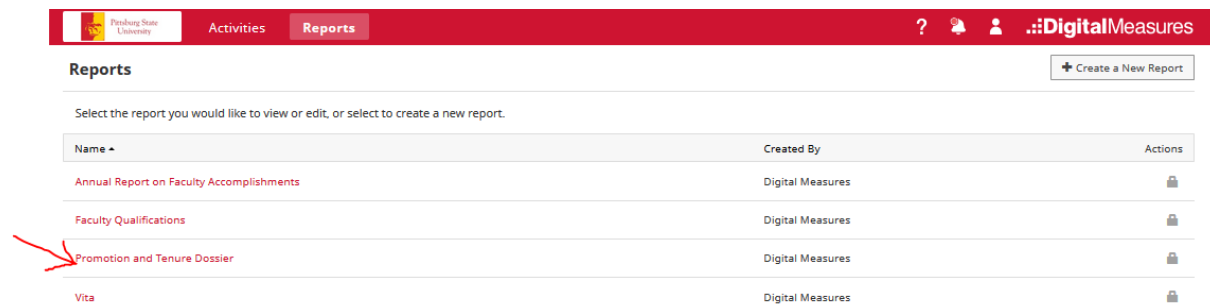 Pittsburg State
University
Activities
Reports
?
.::DigitalMeasures
Reports
+ Create a New Report
Select the report you would like to view or edit, or select to create a new report.
Name
Created By
Actions
Annual Report on Faculty Accomplishments
Digital Measures
Faculty Qualifications
Digital Measures
Promotion and Tenure Dossier
Digital Measures
Vita
Digital Measures